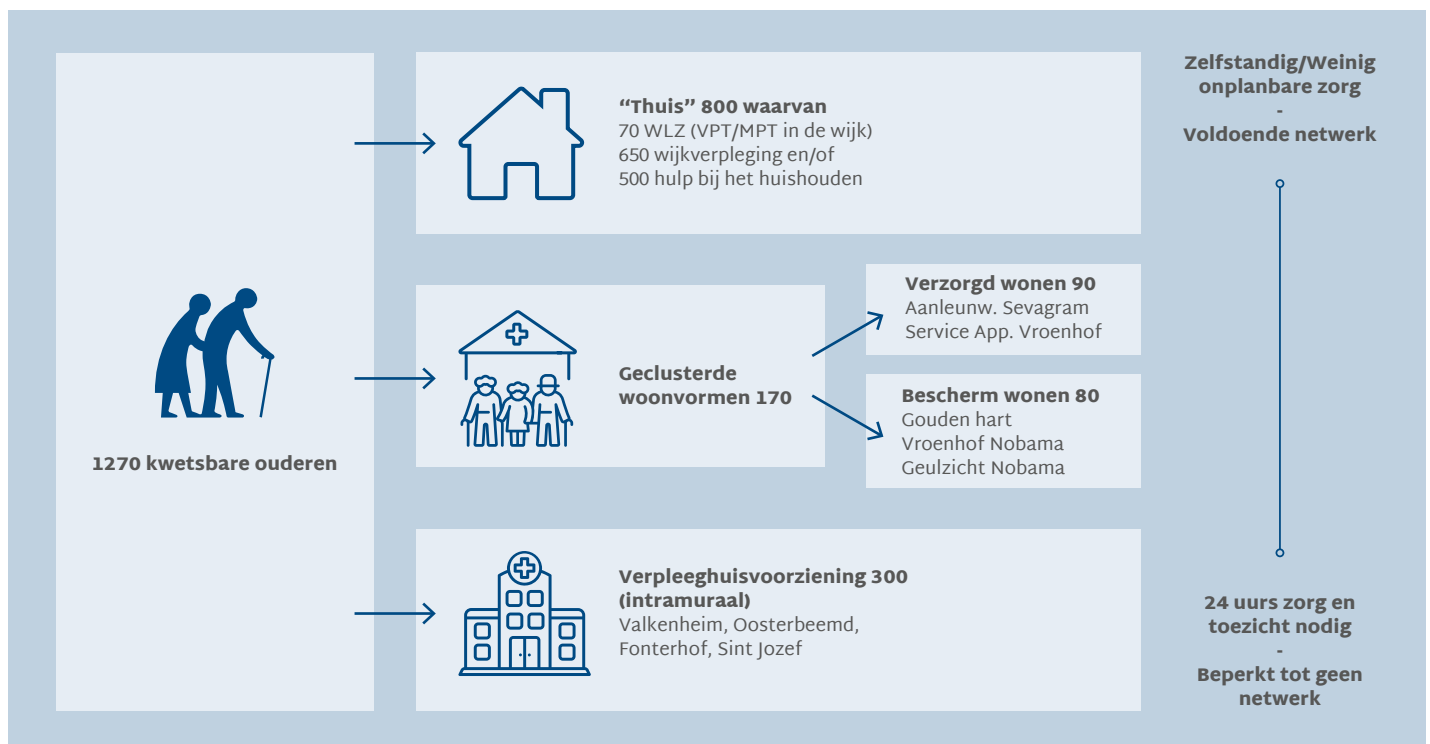 1270 kwetsbare ouderen
“Thuis” 800 waarvan
70 WLZ (VPT/MPT in de wijk)
650 wijkverpleging en/of
500 hulp bij het huishouden
Geclusterde
woonvormen 170
Verzorgd wonen 90
Aanleunw. Sevagram
Service App. Vroenhof
Bescherm wonen 80
Gouden hart
Vroenhof Nobama
Geulzicht Nobama
Verpleeghuisvoorziening 300
(intramuraal)
Valkenheim, Oosterbeemd,
Fonterhof, Sint Jozef
Zelfstandig/Weinig
onplanbare zorg
-
Voldoende netwerk
24 uurs zorg en
toezicht nodig
-
Beperkt tot geen
netwerk